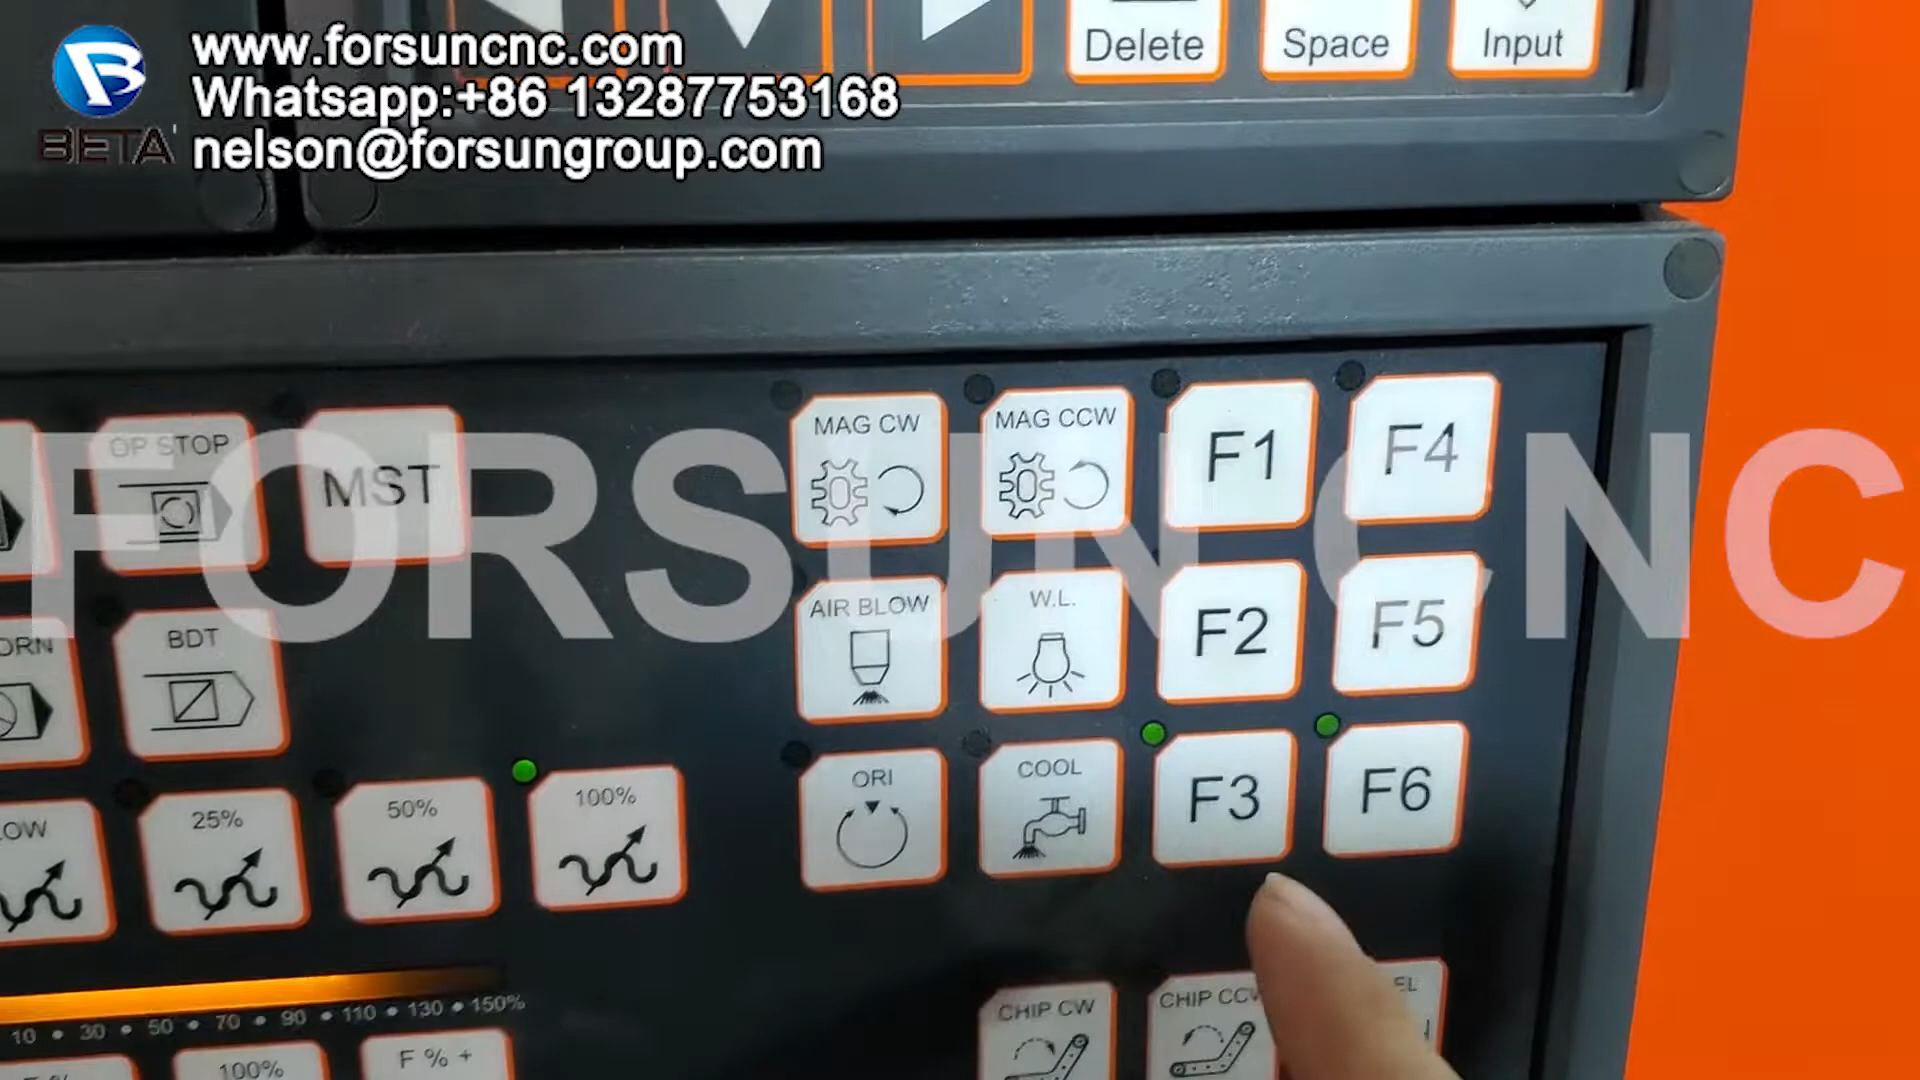 www.forsuncnc.com
Whatsapp:+86 13287753168
nelson@forsungroup.com
BETA
Delete
Space
Input
FORSUN CNC
OP STOP
MST
MAG CW
MAG CCW
F1
F4
BDT
AIR BLOW
W.L.
F2
F5
25%
50%
100%
ORI
COOL
F3
F6
10 • 30 • 50 • 70 • 90 • 110 • 130 • 150%
100%
F % +
CHIP CW
CHIP CCW